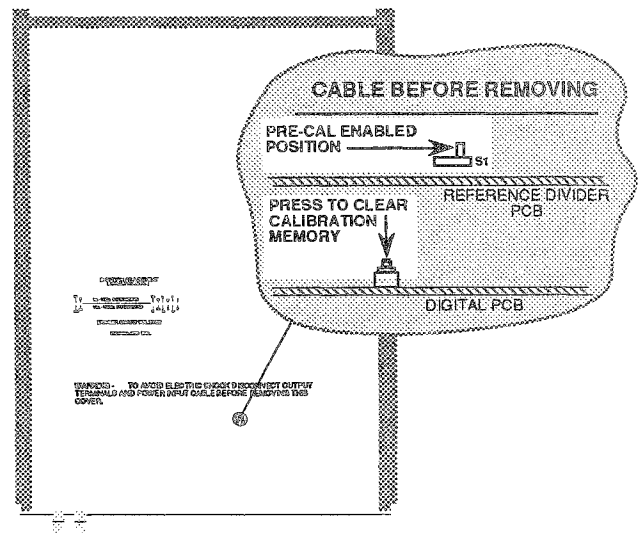 CABLE BEFORE REMOVING
PRE-CAL ENABLED
POSITION
S1
REFERENCE DIVIDER
PCB
PRESS TO CLEAR
CALIBRATION
MEMORY
DIGITAL PCB
WARNING - TO AVOID ELECTRIC SHOCK DISCONNECT OUTPUT
TERMINALS AND POWER INPUT CABLE BEFORE REMOVING THIS
COVER.